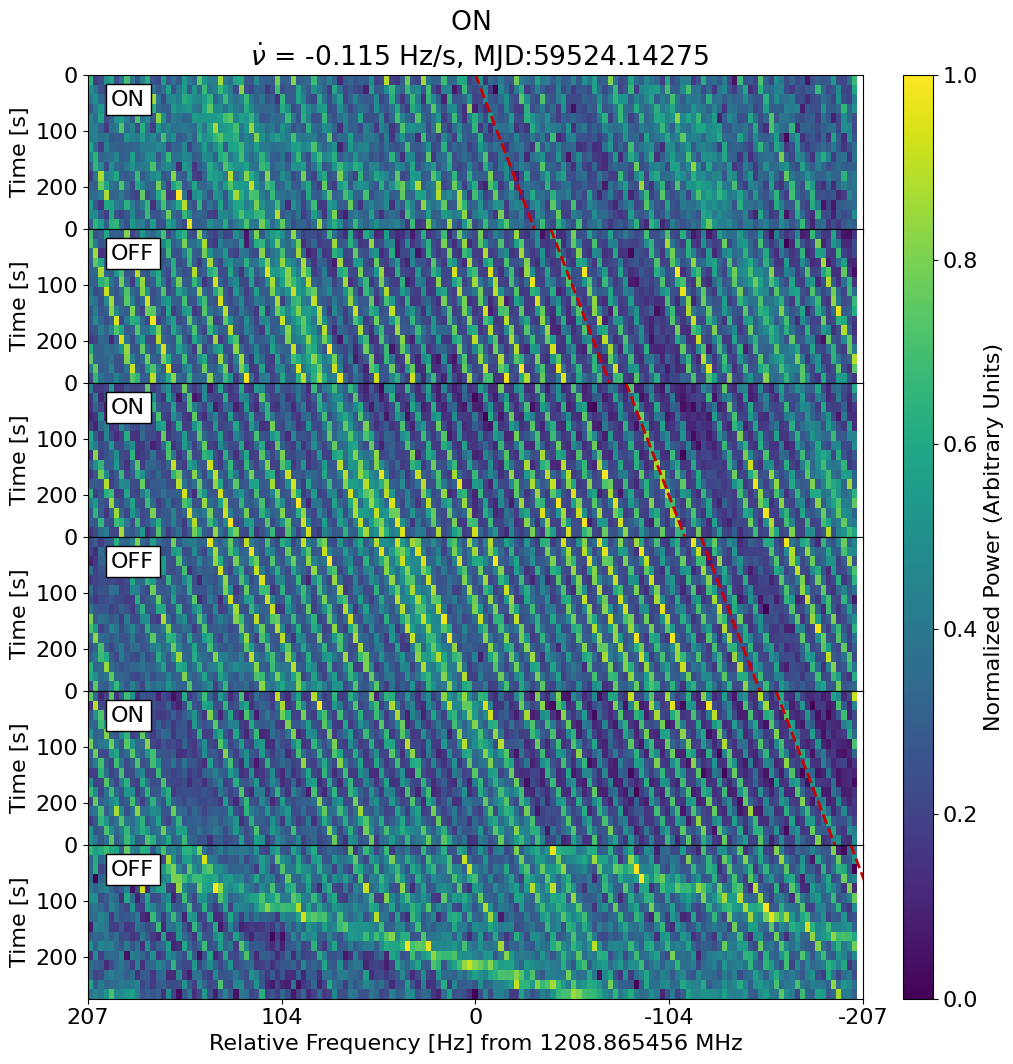 ON
ν̇ = -0.115 Hz/s, MJD:59524.14275
ON
0
100
200
Time [s]
OFF
0
100
200
Time [s]
ON
0
100
200
Time [s]
OFF
0
100
200
Time [s]
ON
0
100
200
Time [s]
OFF
0
100
200
Time [s]
207
104
0
-104
-207
Relative Frequency [Hz] from 1208.865456 MHz
1.0
0.8
0.6
0.4
0.2
0.0
Normalized Power (Arbitrary Units)